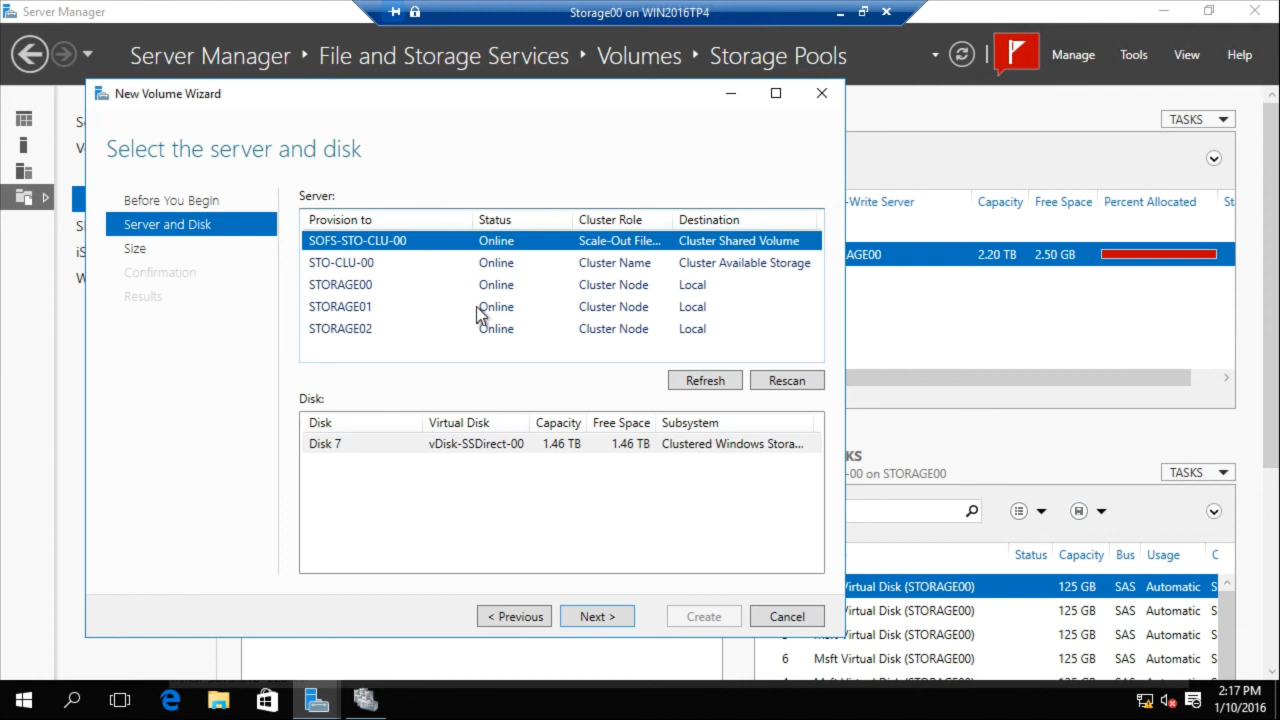 Server Manager
Storage00 on WIN2016TP4
Server Manager ‣ File and Storage Services ‣ Volumes ‣ Storage Pools
Manage Tools View Help
New Volume Wizard
TASKS
Select the server and disk
Before You Begin
Server and Disk
Size
Confirmation
Results
Server:
Provision to Status Cluster Role Destination
SOFS-STO-CLU-00 Online Scale-Out File... Cluster Shared Volume
STO-CLU-00 Online Cluster Name Cluster Available Storage
STORAGE00 Online Cluster Node Local
STORAGE01 Online Cluster Node Local
STORAGE02 Online Cluster Node Local
Refresh Rescan
Disk:
Disk Virtual Disk Capacity Free Space Subsystem
Disk 7 vDisk-SSDirect-00 1.46 TB 1.46 TB Clustered Windows Stora...
< Previous Next > Create Cancel
-Write Server Capacity Free Space Percent Allocated St
AGE00 2.20 TB 2.50 GB
KS
-00 on STORAGE00
TASKS
Status Capacity Bus Usage C
Virtual Disk (STORAGE00) 125 GB SAS Automatic S
Virtual Disk (STORAGE00) 125 GB SAS Automatic S
Msft Virtual Disk (STORAGE00) 125 GB SAS Automatic S
6 Msft Virtual Disk (STORAGE00) 125 GB SAS Automatic S
2:17 PM
1/10/2016